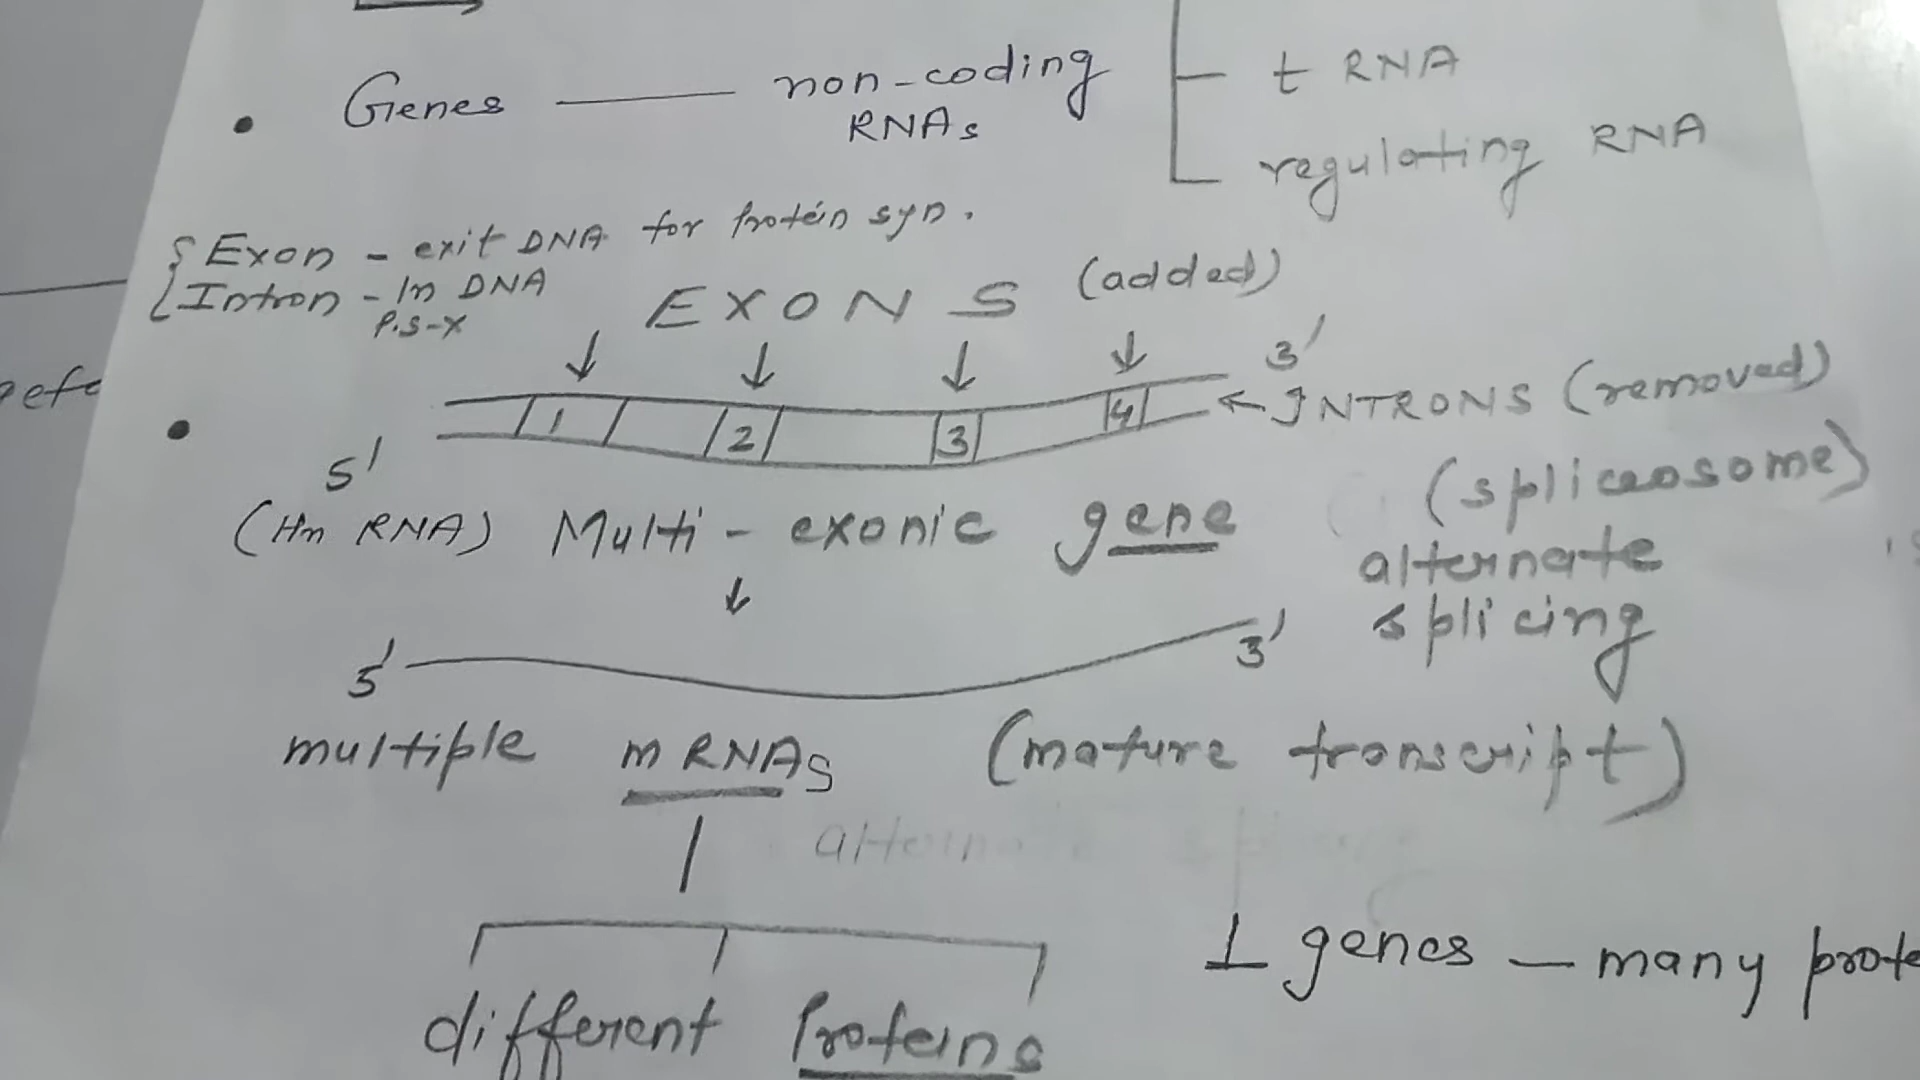 • Genes — non-coding RNAs
t RNA
regulating RNA
Exon - exit DNA for protein syn.
Intron - In DNA
P.S-X
EXONS (added)
1 2 3 4
3'
← INTRONS (removed)
5'
(spliceosome)
(Hn RNA) Multi - exonic gene
alternate
splicing
5' 3'
multiple mRNAs (mature transcript)
1 genes — many prote
different Proteins